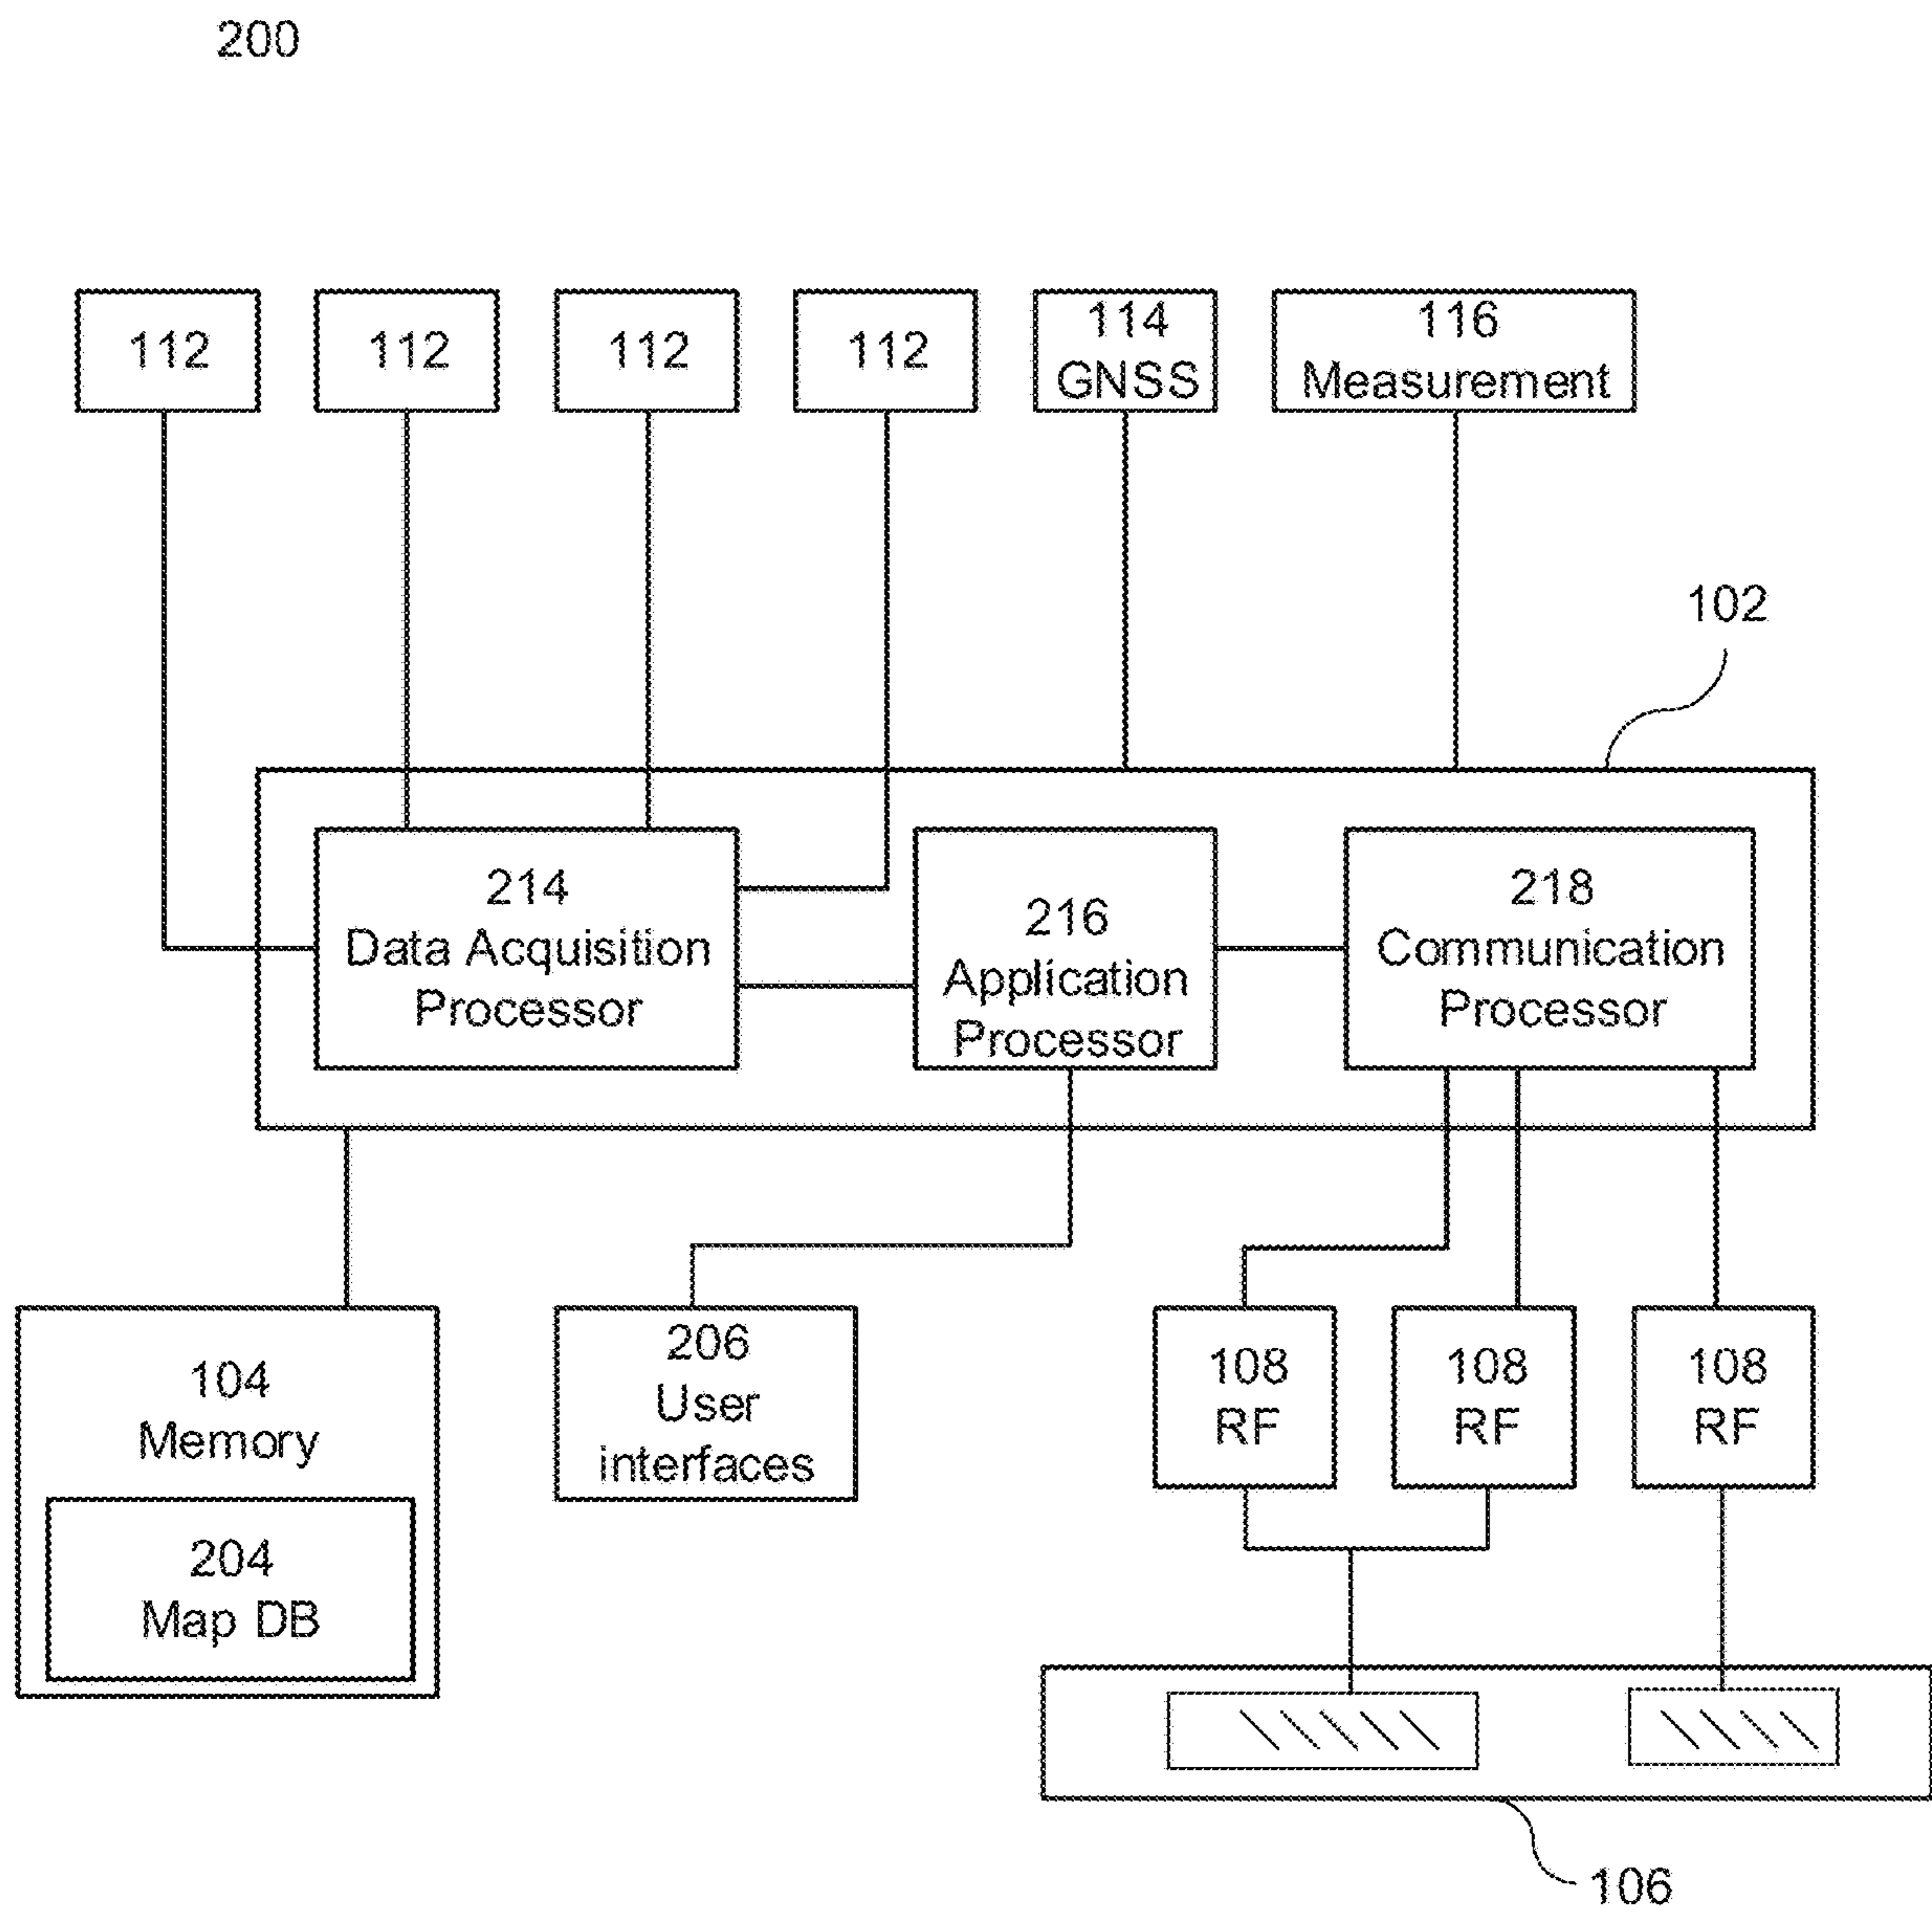 200
112
112
112
112
114
GNSS
116
Measurement
102
214
Data Acquisition
Processor
216
Application
Processor
218
Communication
Processor
104
Memory
204
Map DB
206
User
interfaces
108
RF
108
RF
108
RF
106